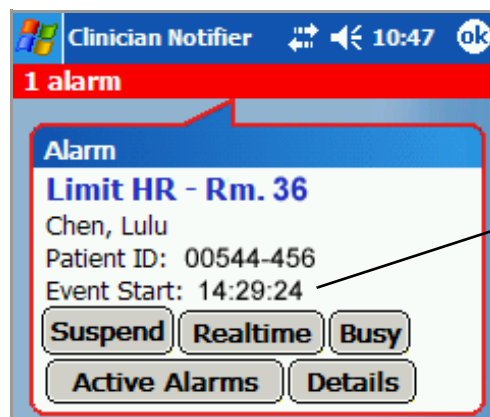 Clinician Notifier 10:47 ok
1 alarm
Alarm
Limit HR - Rm. 36
Chen, Lulu
Patient ID: 00544-456
Event Start: 14:29:24
Suspend Realtime Busy
Active Alarms Details